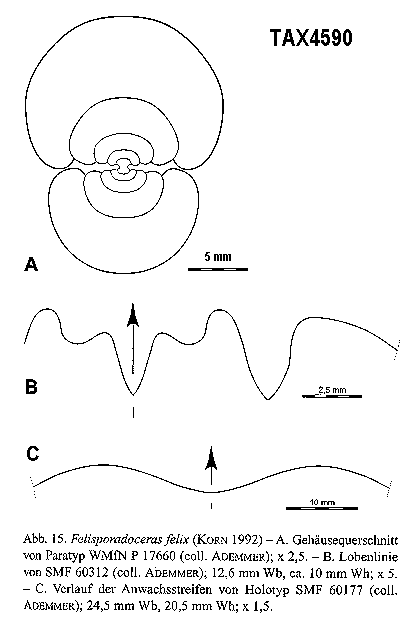 TAX4590
5 mm
A
B
2,5 mm
C
10 mm
Abb. 15. Felisporadoceras felix (KORN 1992) – A. Gehäusequerschnitt
von Paratyp WMfN P 17660 (coll. ADEMMER); x 2,5. – B. Lobenlinie
von SMF 60312 (coll. ADEMMER); 12,6 mm Wb, ca. 10 mm Wh; x 5.
– C. Verlauf der Anwachsstreifen von Holotyp SMF 60177 (coll.
ADEMMER); 24,5 mm Wb, 20,5 mm Wh; x 1,5.